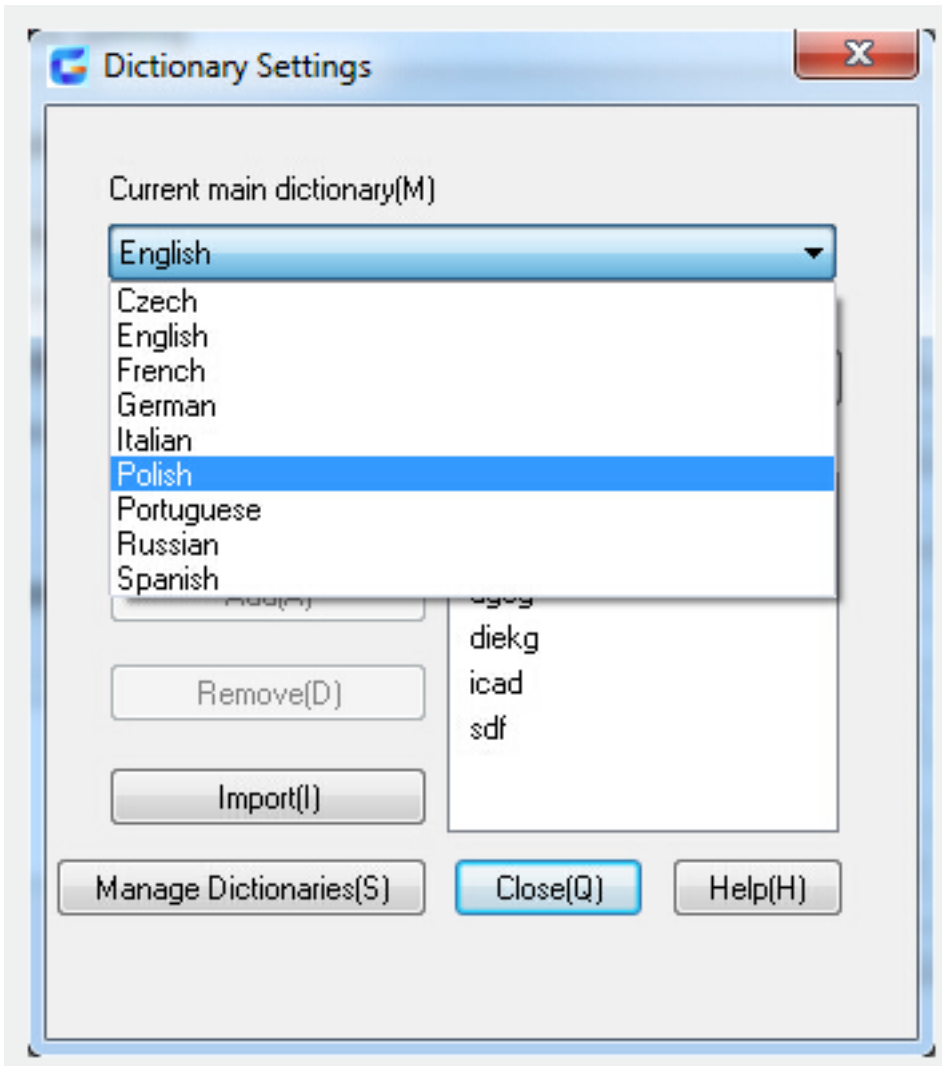 Dictionary Settings
Current main dictionary(M)
English
Czech
English
French
German
Italian
Polish
Portuguese
Russian
Spanish
Add(A)
diekg
Remove(D)
icad
sdf
Import(I)
Manage Dictionaries(S)
Close(Q)
Help(H)